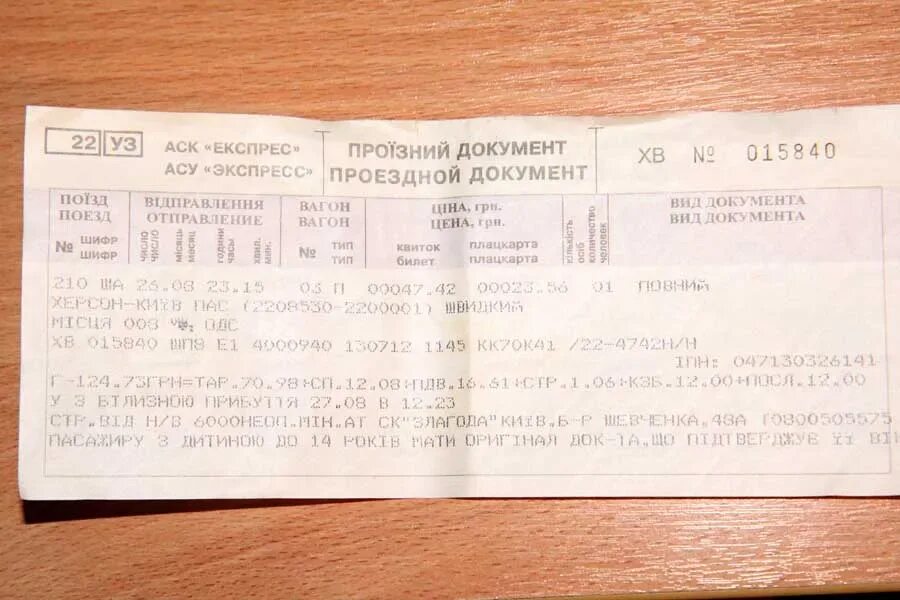 22 УЗ АСК «ЕКСПРЕС» ПРОЇЗНИЙ ДОКУМЕНТ ХВ № 015840
АСУ «ЭКСПРЕСС» ПРОЕЗДНОЙ ДОКУМЕНТ
ПОЇЗД ВІДПРАВЛЕННЯ ВАГОН ЦІНА, грн. ВИД ДОКУМЕНТА
ПОЕЗД ОТПРАВЛЕНИЕ ВАГОН ЦЕНА, грн. ВИД ДОКУМЕНТА
№ шифр число місяць години хвил. № тип квиток плацкарта кількість осіб
шифр число месяц часы мин. тип билет плацкарта количество человек
210 ША 26.08 23.15 03 П 00047.42 00023.56 01 ПОВНИЙ
ХЕРСОН-КИЇВ ПАС (2208530-2200001) ШВИДКИЙ
МІСЦЯ 008 ОДС
ХВ 015840 ШП8 Е1 4000940 130712 1145 КК70К41 /22-4742Н/Н
ІПН: 047130326141
Г-124.73ГРН=ТАР.70.98+СП.12.08+ПДВ.16.61+СТР.1.06+КЗБ.12.00+ПОСЛ.12.00
У З БІЛИЗНОЮ ПРИБУТТЯ 27.08 В 12.23
СТР.ВІД Н/В 6000НЕОП.МІН.АТ СК"ЗЛАГОДА"КИЇВ.Б-Р ШЕВЧЕНКА.48А (0800505575
ПАСАЖИРУ З ДИТИНОЮ ДО 14 РОКІВ МАТИ ОРИГІНАЛ ДОК-ТА,ЩО ПІДТВЕРДЖУЄ ЇЇ ВІ